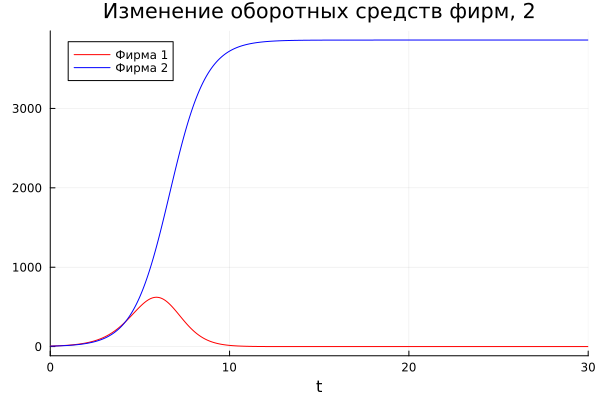 Изменение оборотных средств фирм, 2
Фирма 1
Фирма 2
3000
2000
1000
0
0 10 20 30
t